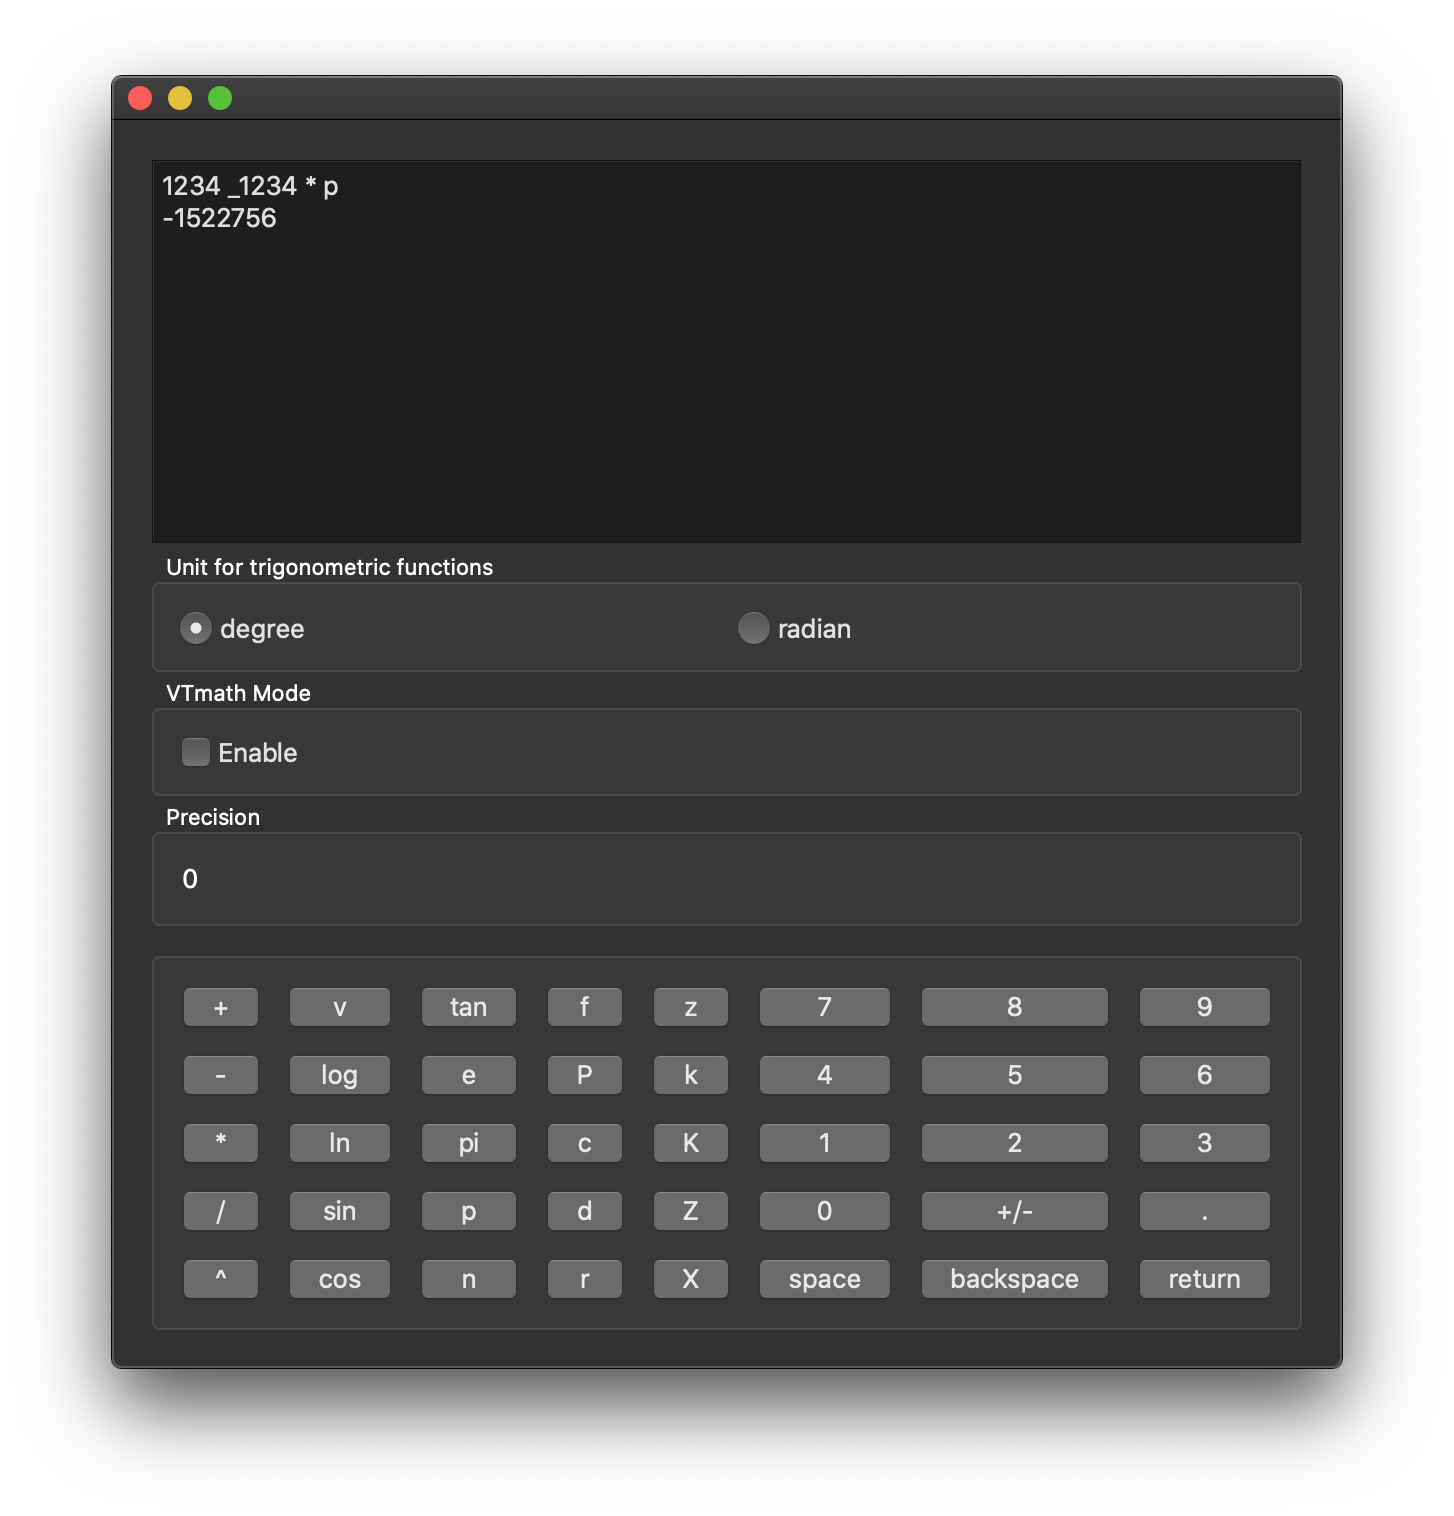 1234 _1234 * p
-1522756
Unit for trigonometric functions
degree radian
VTmath Mode
Enable
Precision
0
+ v tan f z 7 8 9
- log e P k 4 5 6
* ln pi c K 1 2 3
/ sin p d Z 0 +/- .
^ cos n r X space backspace return